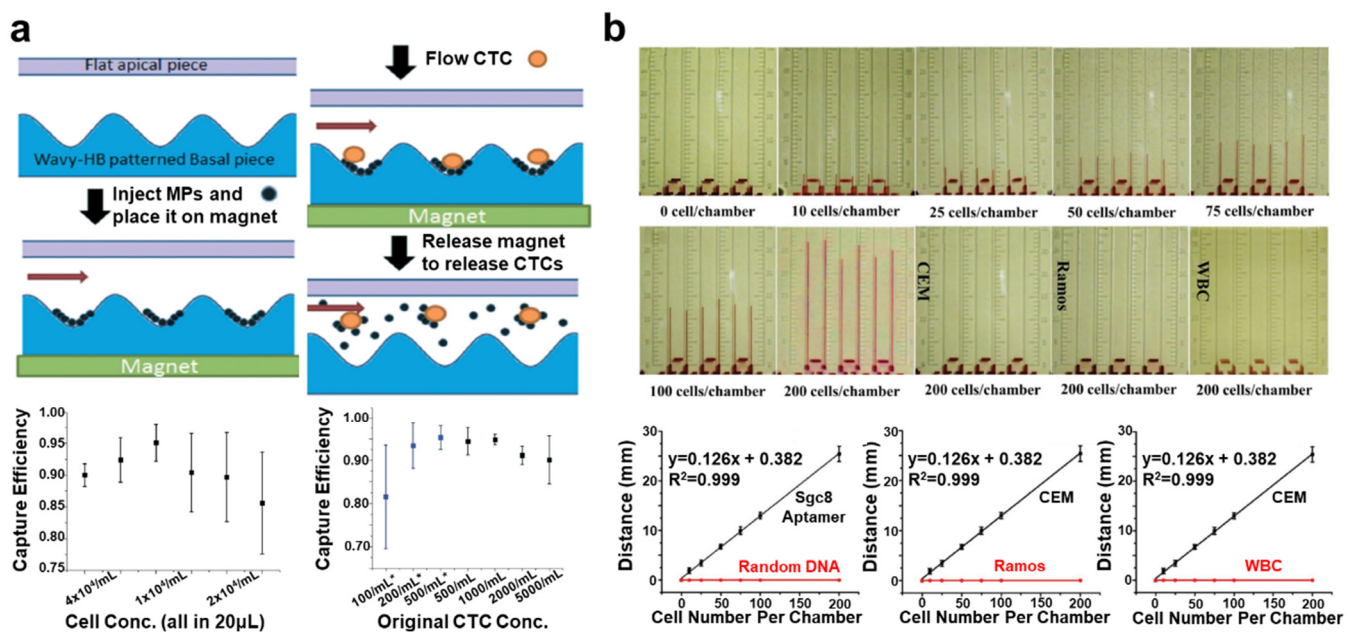 a
Flat apical piece
Wavy-HB patterned Basal piece
Inject MPs and
place it on magnet
Magnet
Flow CTC
Magnet
Release magnet
to release CTCs
Capture Efficiency
1.00
0.95
0.90
0.85
0.80
0.75
4x10⁴/mL
1x10⁴/mL
2x10⁴/mL
Cell Conc. (all in 20µL)
Capture Efficiency
1.00
0.90
0.80
0.70
100/mL*
200/mL*
500/mL*
500/mL
1000/mL
2000/mL
5000/mL
Original CTC Conc.
b
0 cell/chamber
10 cells/chamber
25 cells/chamber
50 cells/chamber
75 cells/chamber
CEM
Ramos
WBC
100 cells/chamber
200 cells/chamber
200 cells/chamber
200 cells/chamber
200 cells/chamber
Distance (mm)
30
20
10
0
y=0.126x + 0.382
R²=0.999
Sgc8
Aptamer
Random DNA
0
50
100
150
200
Cell Number Per Chamber
Distance (mm)
30
20
10
0
y=0.126x + 0.382
R²=0.999
CEM
Ramos
0
50
100
150
200
Cell Number Per Chamber
Distance (mm)
30
20
10
0
y=0.126x + 0.382
R²=0.999
CEM
WBC
0
50
100
150
200
Cell Number Per Chamber